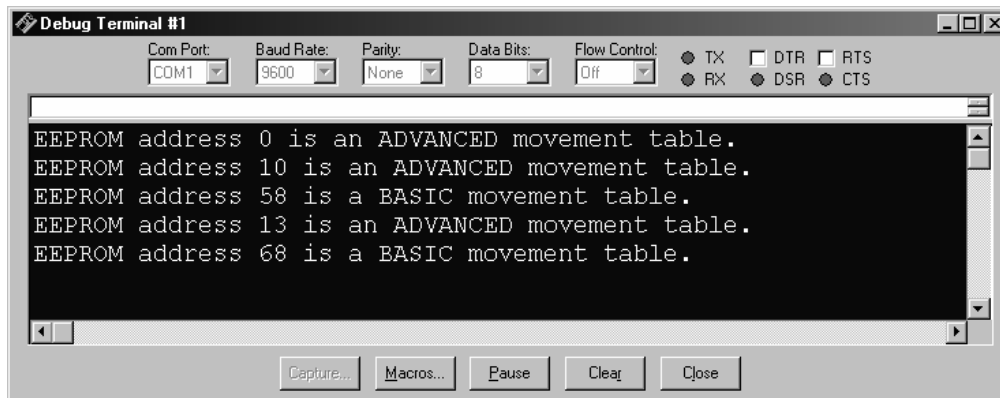 Debug Terminal #1
Com Port: Baud Rate: Parity: Data Bits: Flow Control:
COM1 9600 None 8 Off
TX DTR RTS
RX DSR CTS
EEPROM address 0 is an ADVANCED movement table.
EEPROM address 10 is an ADVANCED movement table.
EEPROM address 58 is a BASIC movement table.
EEPROM address 13 is an ADVANCED movement table.
EEPROM address 68 is a BASIC movement table.
Capture... Macros... Pause Clear Close